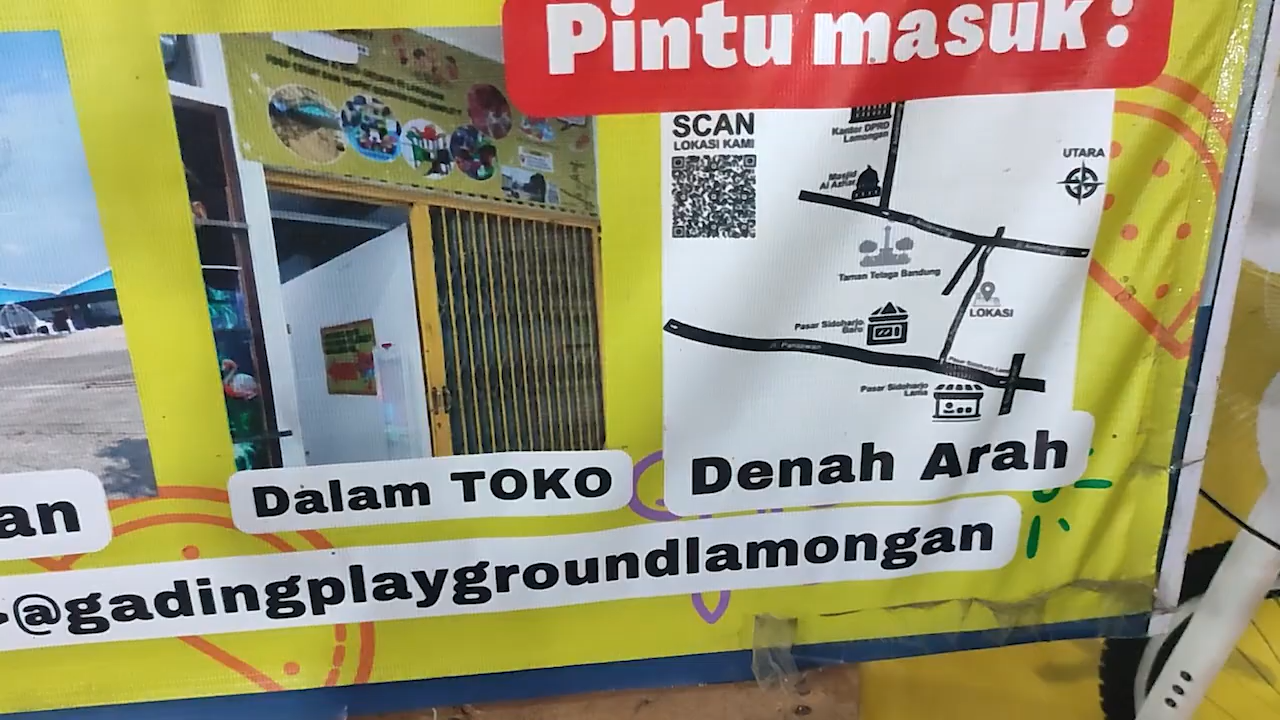 Pintu masuk :
SCAN
LOKASI KAMI
Kantor DPRD
Lamongan
UTARA
Masjid
Al Azhar
Taman Telaga Bandung
LOKASI
Pasar Sidoharjo
Baru
Pasar Sidoharjo
Lama
an
Dalam TOKO
Denah Arah
@gadingplaygroundlamongan